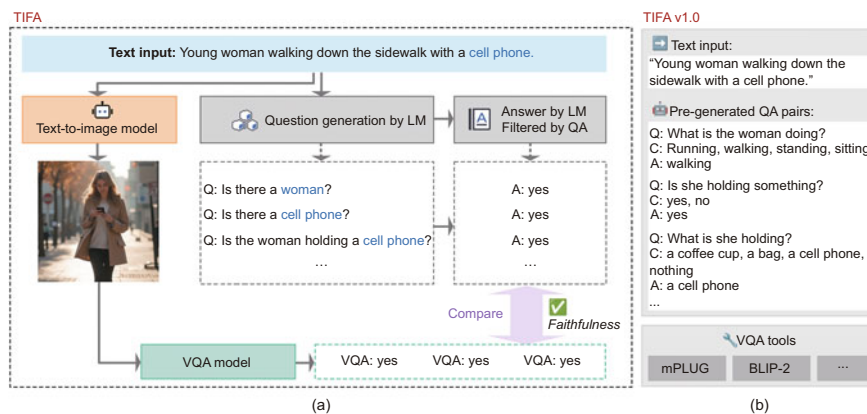 TIFA
Text input: Young woman walking down the sidewalk with a cell phone.
Text-to-image model
Question generation by LM
Answer by LM
Filtered by QA
Q: Is there a woman?
Q: Is there a cell phone?
Q: Is the woman holding a cell phone?
...
A: yes
A: yes
A: yes
...
Compare
Faithfulness
VQA model
VQA: yes
VQA: yes
VQA: yes
(a)
TIFA v1.0
Text input:
“Young woman walking down the
sidewalk with a cell phone.”
Pre-generated QA pairs:
Q: What is the woman doing?
C: Running, walking, standing, sitting
A: walking
Q: Is she holding something?
C: yes, no
A: yes
Q: What is she holding?
C: a coffee cup, a bag, a cell phone,
nothing
A: a cell phone
...
VQA tools
mPLUG
BLIP-2
...
(b)